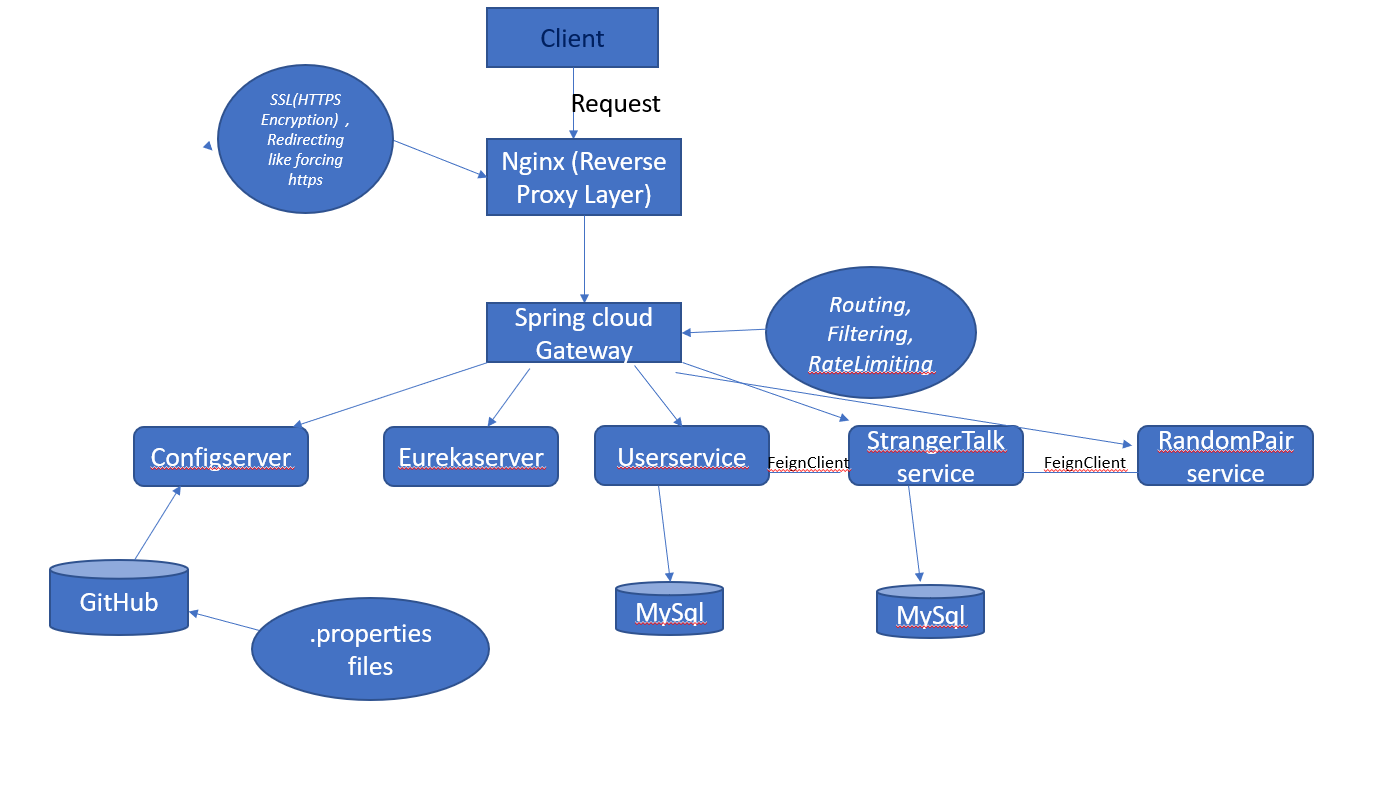 Client
Request
SSL(HTTPS
Encryption) ,
Redirecting
like forcing
https
Nginx (Reverse
Proxy Layer)
Spring cloud
Gateway
Routing,
Filtering,
RateLimiting
Configserver
Eurekaserver
Userservice
FeignClient
StrangerTalk
service
FeignClient
RandomPair
service
GitHub
.properties
files
MySql
MySql